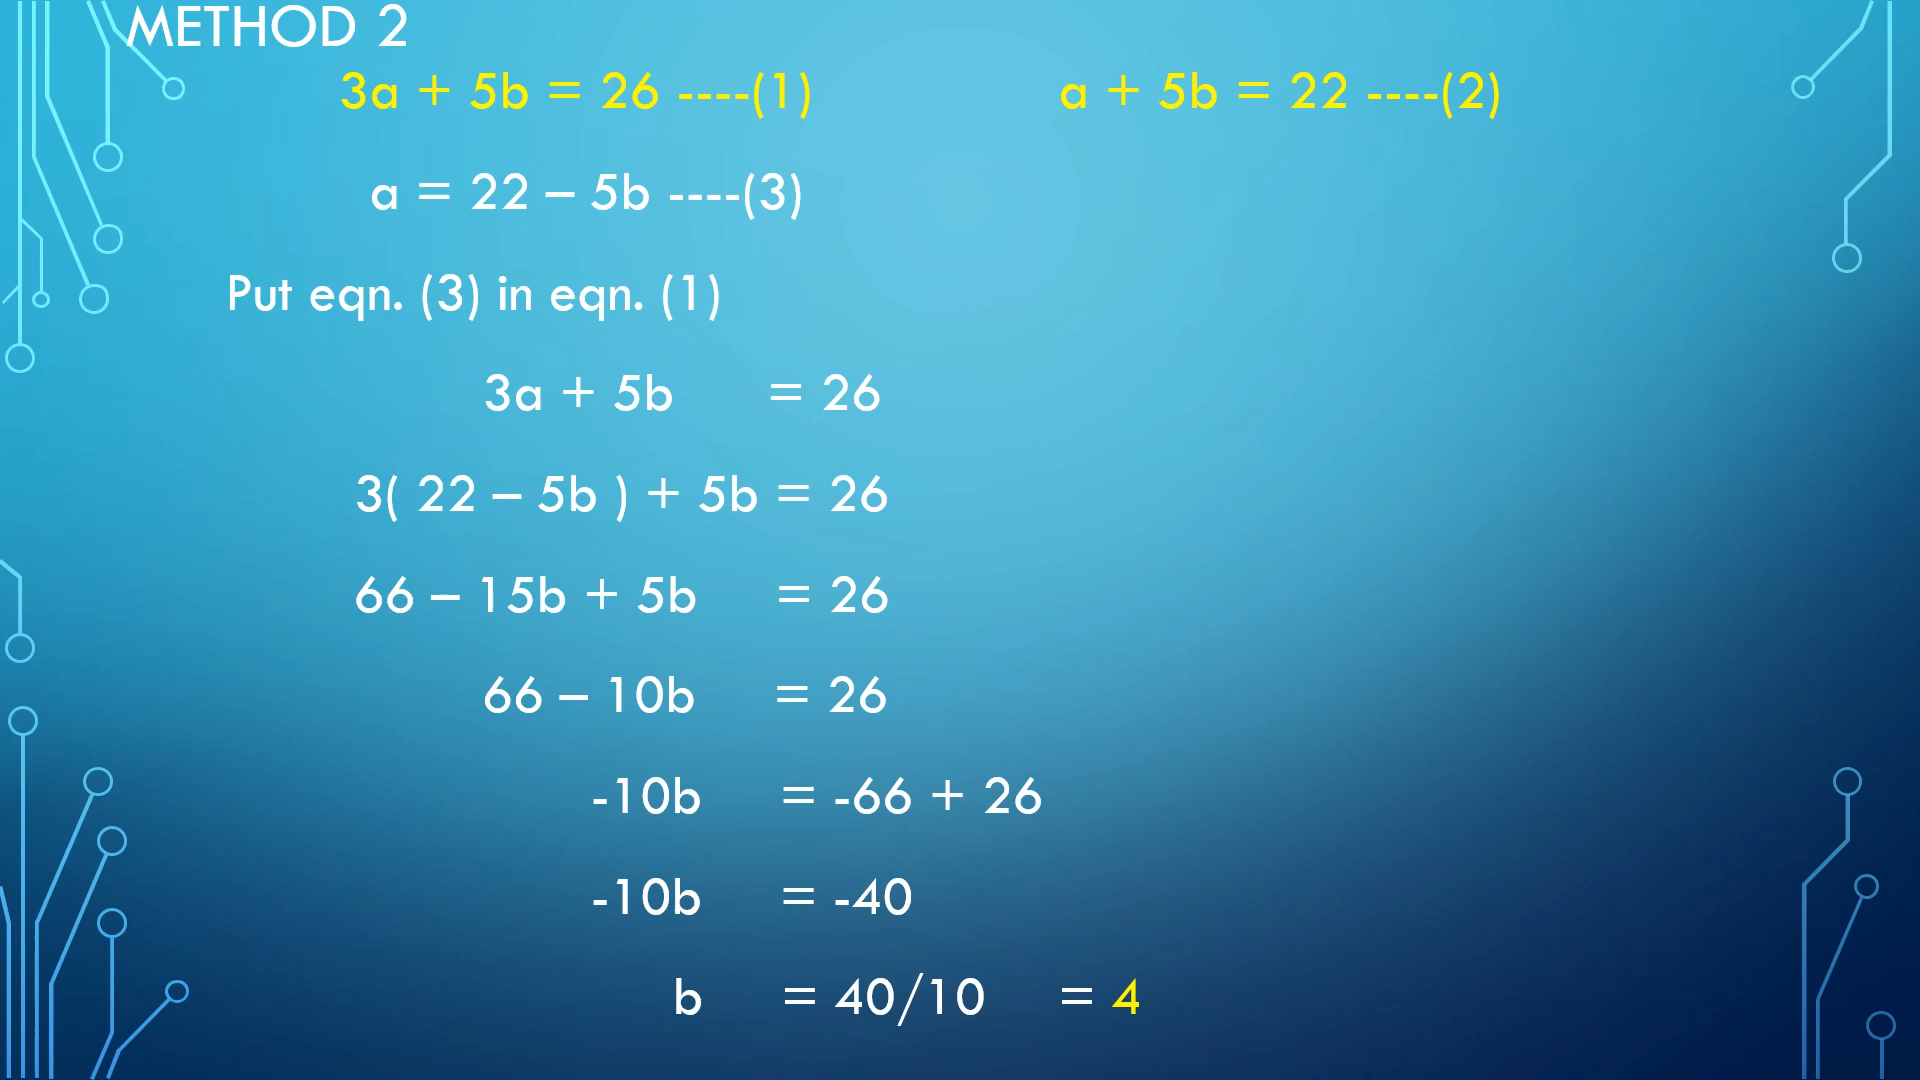 METHOD 2
3a + 5b = 26 ----(1) a + 5b = 22 ----(2)
a = 22 – 5b ----(3)
Put eqn. (3) in eqn. (1)
3a + 5b = 26
3( 22 – 5b ) + 5b = 26
66 – 15b + 5b = 26
66 – 10b = 26
-10b = -66 + 26
-10b = -40
b = 40/10 = 4